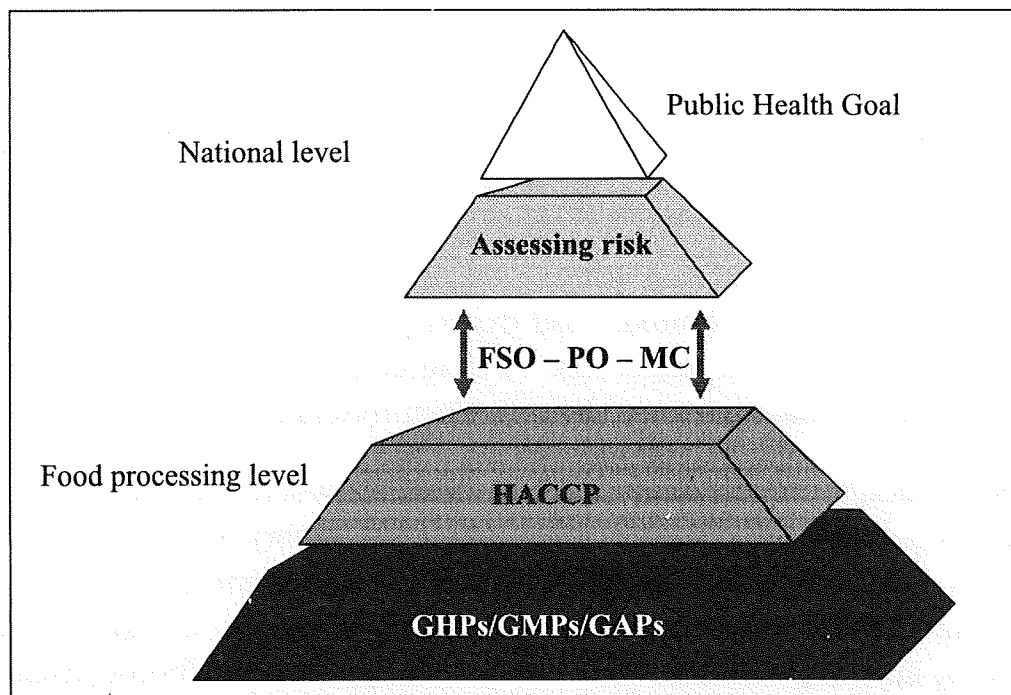 Public Health Goal
National level
Assessing risk
FSO – PO – MC
Food processing level
HACCP
GHPs/GMPs/GAPs